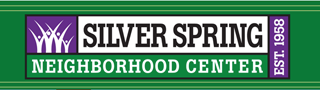 SILVER SPRING
NEIGHBORHOOD CENTER
EST. 1958